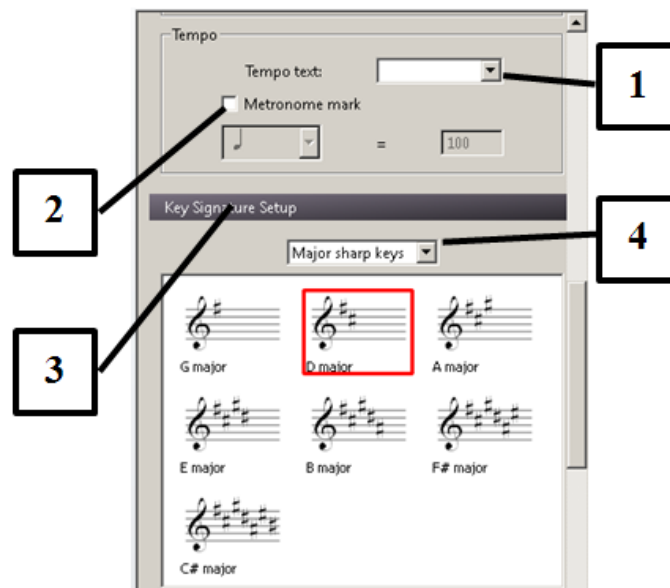 Tempo
Tempo text:
1
Metronome mark
= 100
2
Key Signature Setup
Major sharp keys
4
3
G major D major A major
E major B major F# major
C# major